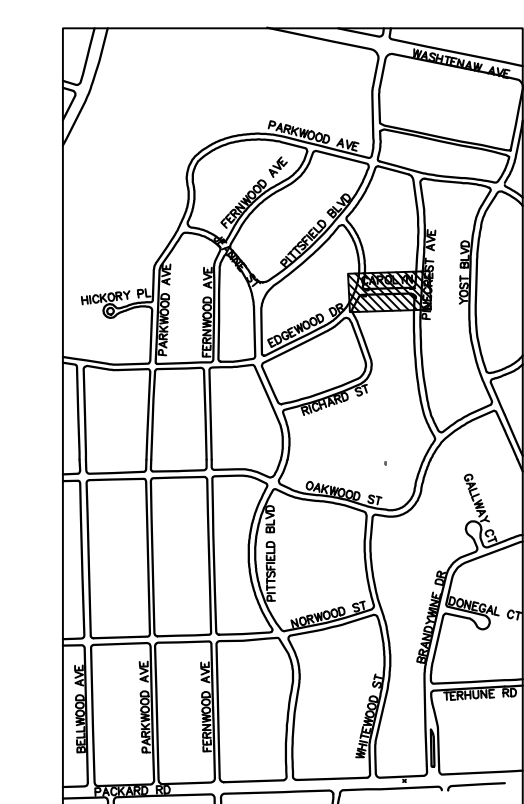 WASHTENAW AVE
PARKWOOD AVE
FERNWOOD AVE
PITTSFIELD BLVD
JEANNE ST
PINECREST AVE
YOST BLVD
CAROLYN
HICKORY PL
PARKWOOD AVE
FERNWOOD AVE
EDGEWOOD DR
RICHARD ST
OAKWOOD ST
GALLWAY CT
PITTSFIELD BLVD
BRANDYWINE DR
DONEGAL CT
NORWOOD ST
BELLWOOD AVE
PARKWOOD AVE
FERNWOOD AVE
WHITEWOOD ST
TERHUNE RD
PACKARD RD